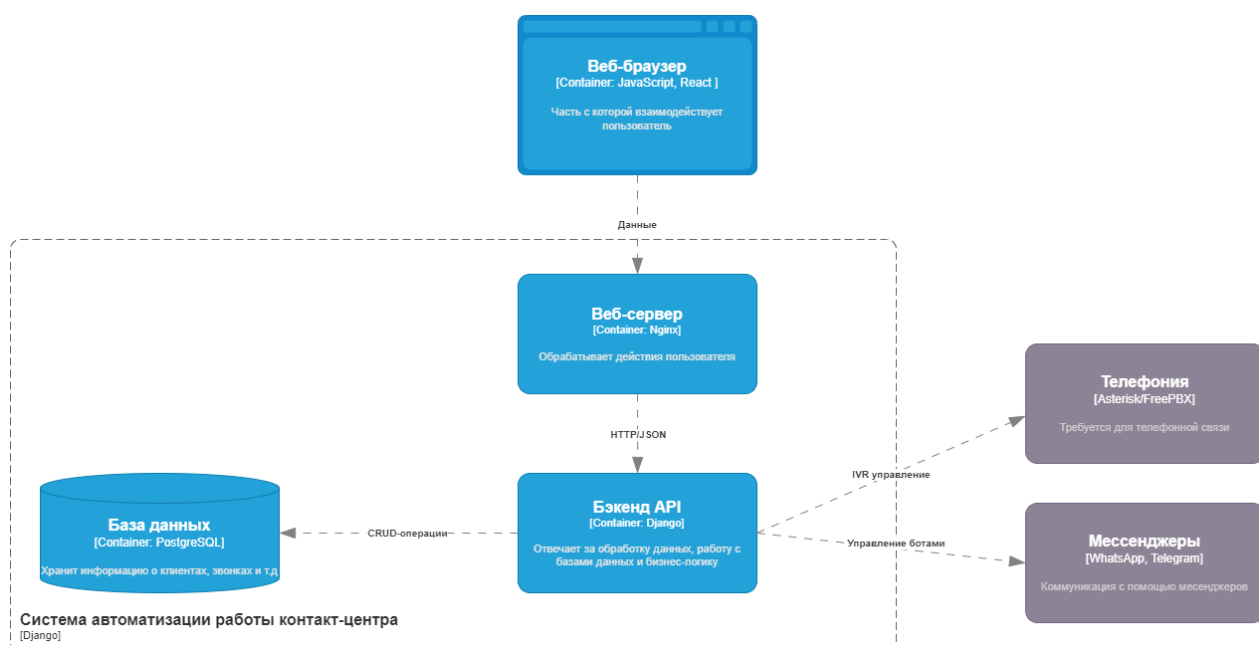 Веб-браузер
[Container: JavaScript, React ]
Часть с которой взаимодействует
пользователь
Данные
Веб-сервер
[Container: Nginx]
Обрабатывает действия пользователя
HTTP/JSON
Телефония
[Asterisk/FreePBX]
Требуется для телефонной связи
IVR управление
База данных
[Container: PostgreSQL]
Хранит информацию о клиентах, звонках и т.д
CRUD-операции
Бэкенд API
[Container: Django]
Отвечает за обработку данных, работу с
базами данных и бизнес-логику
Управление ботами
Мессенджеры
[WhatsApp, Telegram]
Коммуникация с помощью месенджеров
Система автоматизации работы контакт-центра
[Django]